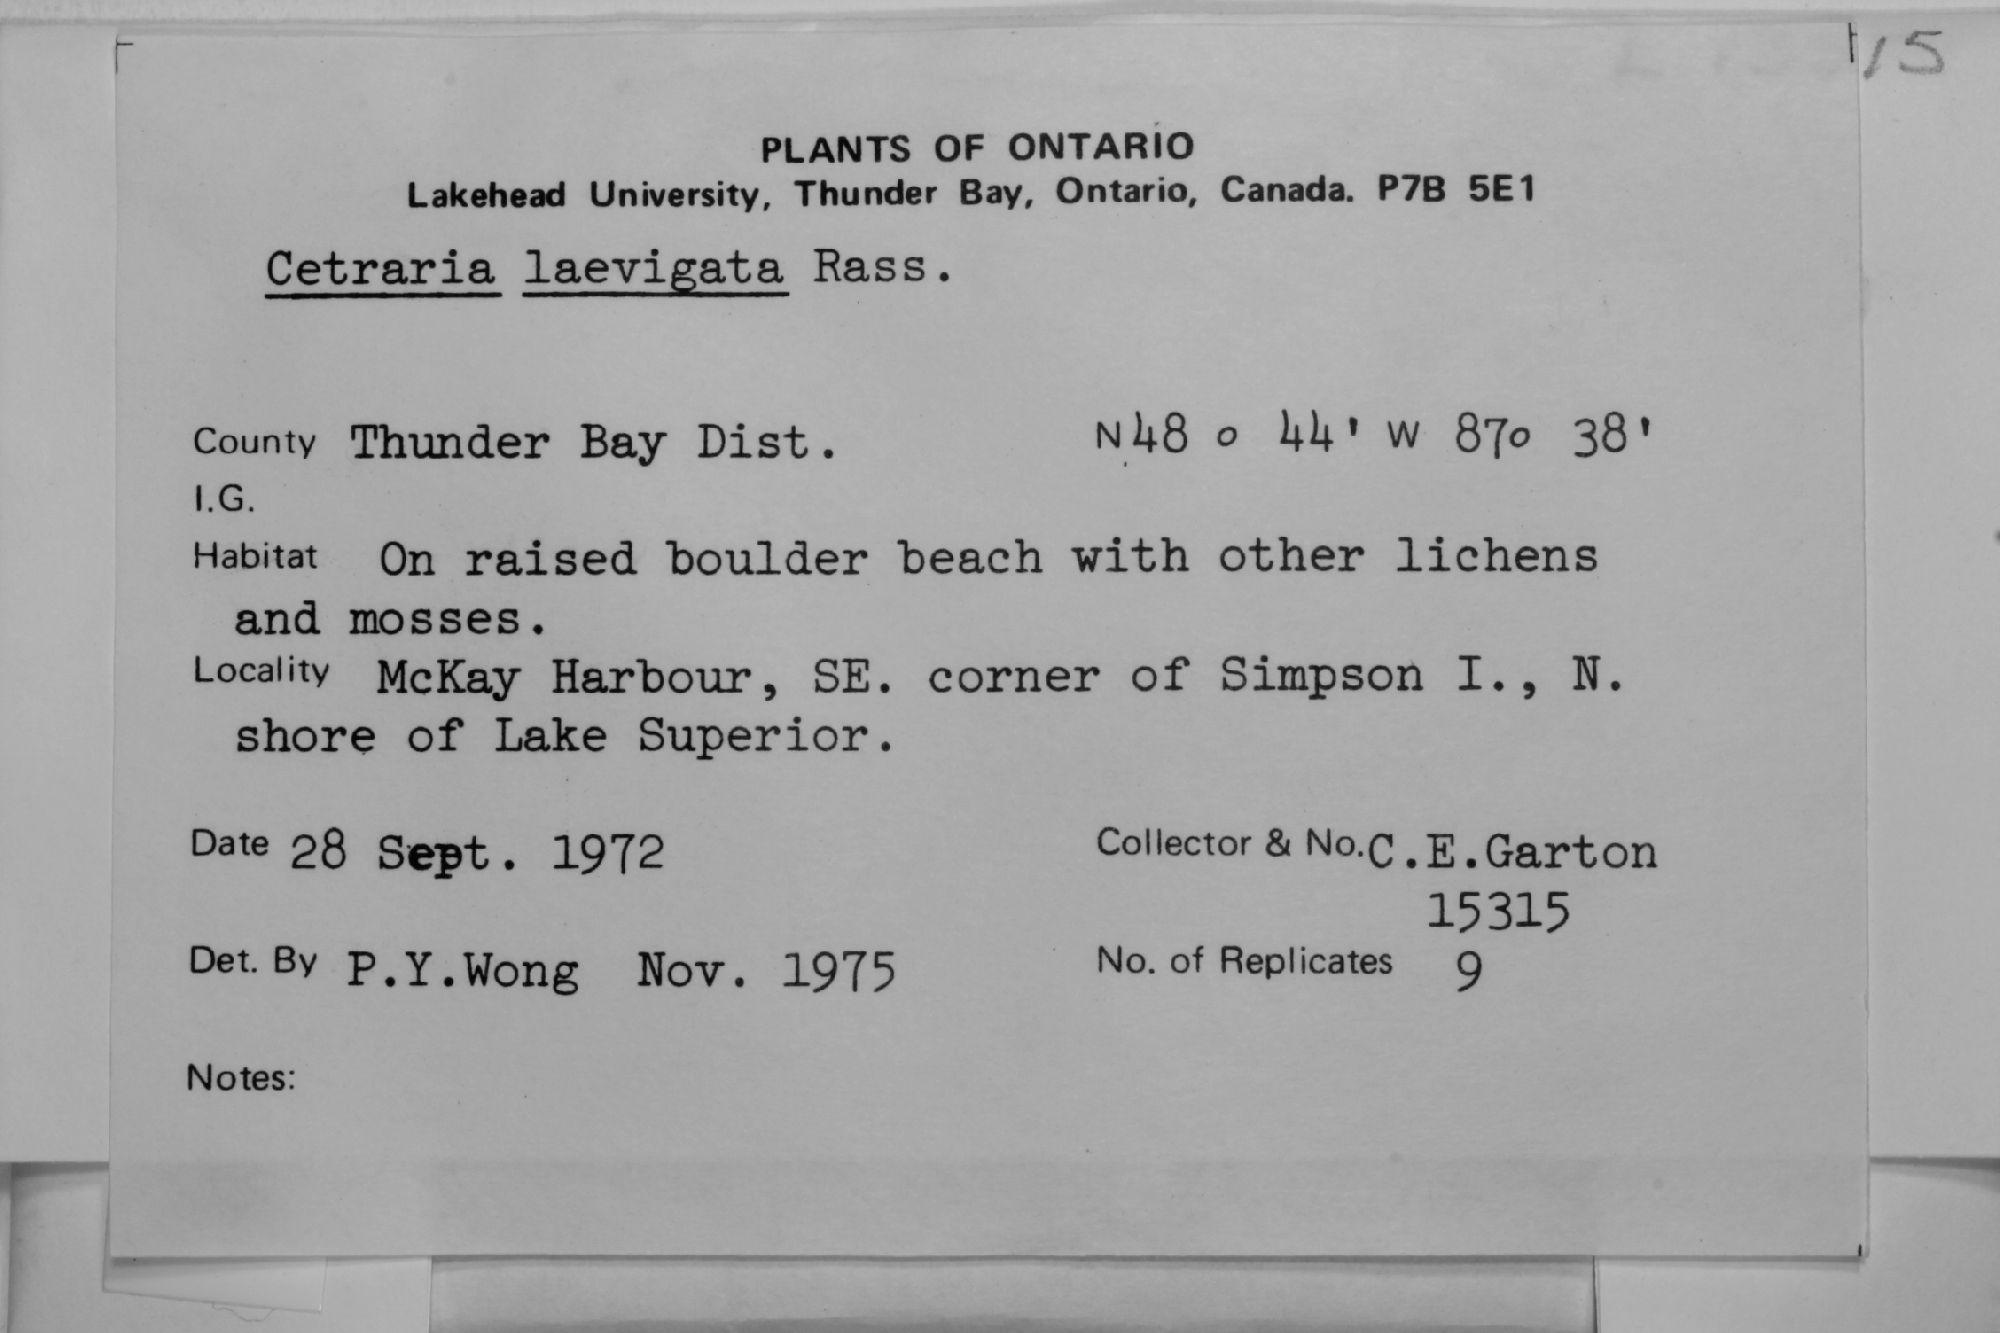 15
PLANTS OF ONTARIO
Lakehead University, Thunder Bay, Ontario, Canada. P7B 5E1
Cetraria laevigata Rass.
County Thunder Bay Dist. N48 o 44' W 87o 38'
I.G.
Habitat On raised boulder beach with other lichens
and mosses.
Locality McKay Harbour, SE. corner of Simpson I., N.
shore of Lake Superior.
Date 28 Sept. 1972 Collector & No. C.E.Garton
15315
Det. By P.Y.Wong Nov. 1975 No. of Replicates 9
Notes: